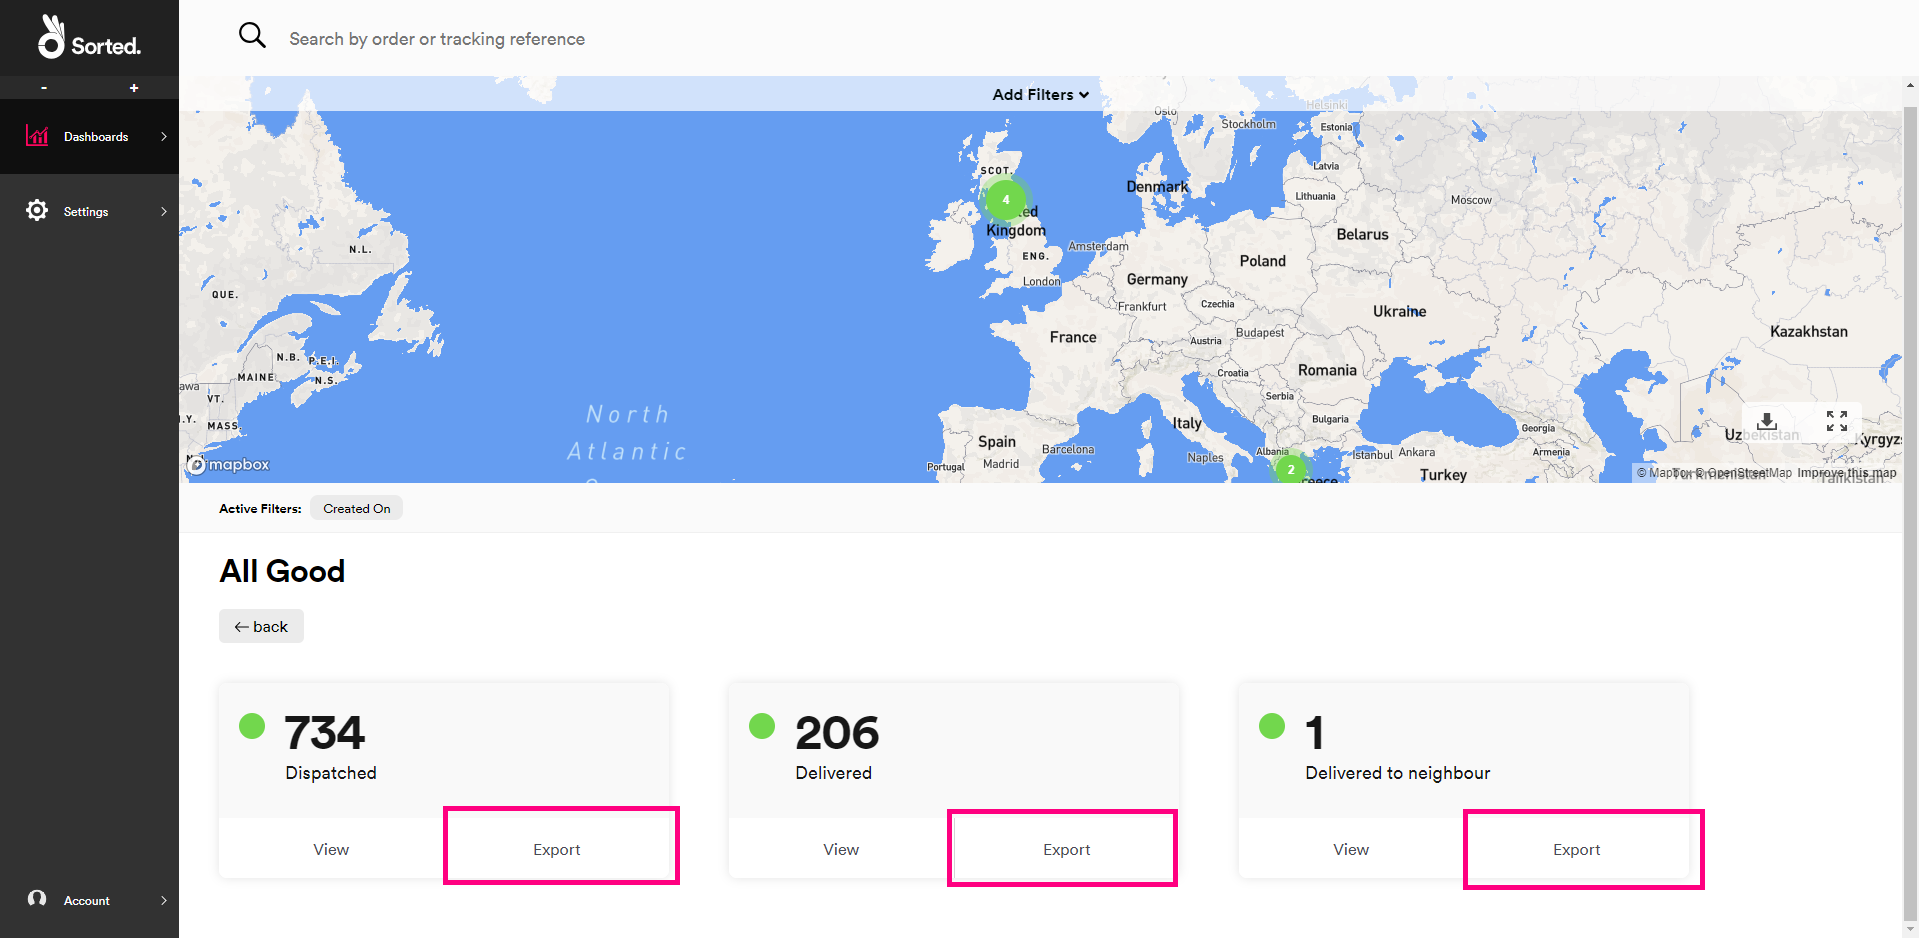 Sorted.
Search by order or tracking reference
- +
Add Filters
Dashboards
Settings
Account
Oslo
Helsinki
Stockholm
Estonia
SCOT.
Latvia
Denmark
Lithuania
Moscow
4
ed
Kingdom
Belarus
N.L.
Amsterdam
ENG.
Poland
London
Germany
QUE.
Frankfurt
Czechia
Ukraine
France
Budapest
Kazakhstan
Austria
N.B.
P.E.I.
MAINE
N.S.
Croatia
Romania
awa
VT.
Serbia
North
Atlantic
.Y.
MASS.
Italy
Bulgaria
Georgia
Uzbekistan
Kyrgyz
Spain
Barcelona
Albania
Istanbul
Ankara
Armenia
Portugal
Madrid
Naples
mapbox
2
reece
Turkey
© Mapbox © OpenStreetMap Improve this map
Turkmenistan
Tajikistan
Active Filters: Created On
All Good
← back
734
Dispatched
View Export
206
Delivered
View Export
1
Delivered to neighbour
View Export